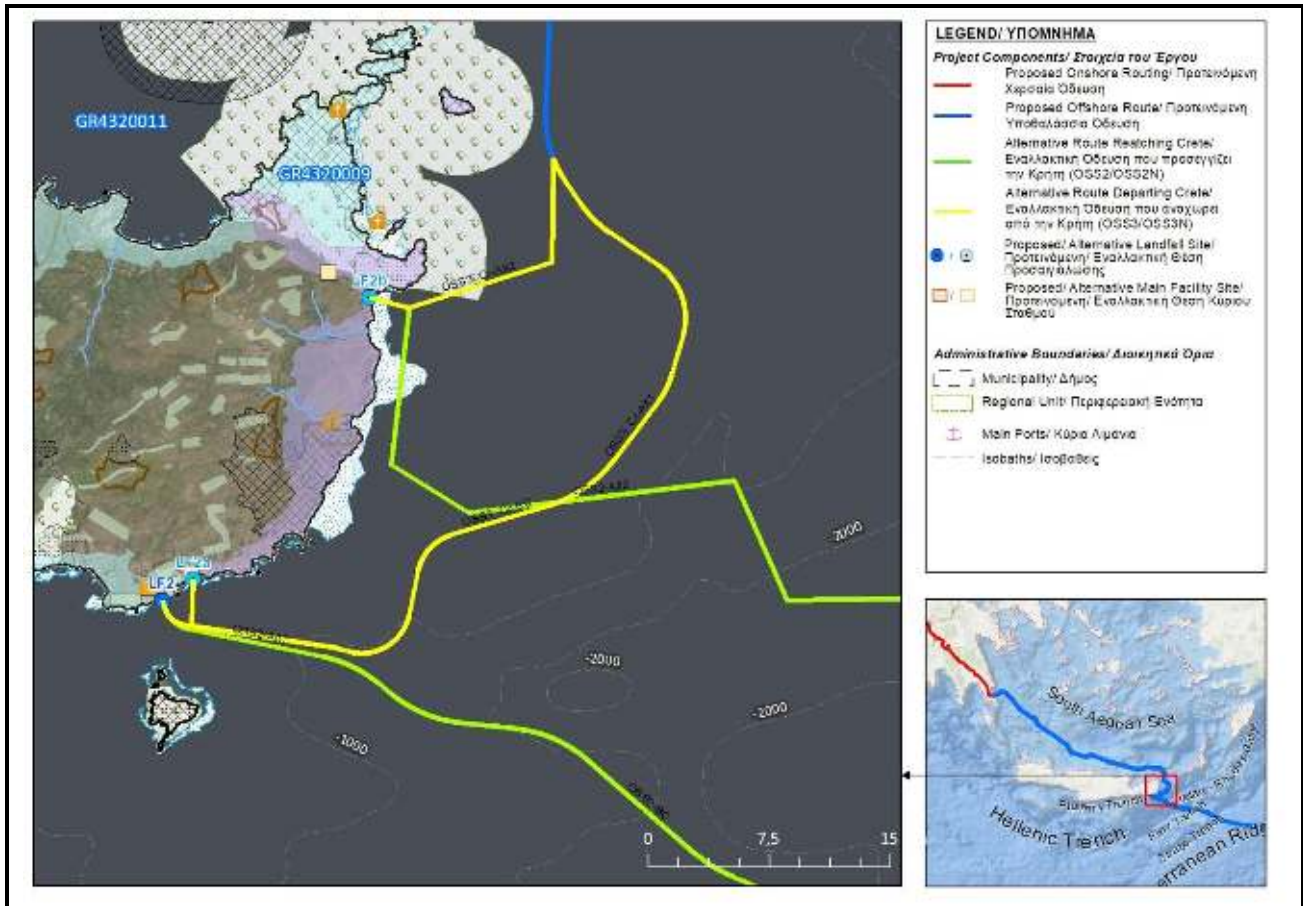 GR4320011
GR4320009
LF2b
LF2a
LF2
-2000
-2000
-2000
-1000
0 7,5 15
LEGEND/ ΥΠΟΜΝΗΜΑ
Project Components/ Στοιχεία του Έργου
Proposed Onshore Routing/ Προτεινόμενη
Χερσαία Όδευση
Proposed Offshore Route/ Προτεινόμενη
Υποθαλάσσια Όδευση
Alternative Route Reatching Crete/
Εναλλακτική Όδευση που προσεγγίζει
την Κρήτη (OSS2/OSS2N)
Alternative Route Departing Crete/
Εναλλακτική Όδευση που αναχωρεί
από την Κρήτη (OSS3/OSS3N)
Proposed/ Alternative Landfall Site/
Προτεινόμενη/ Εναλλακτική Θέση
Προσαιγιάλωσης
Proposed/ Alternative Main Facility Site/
Προτεινόμενη/ Εναλλακτική Θέση Κύριου
Σταθμού
Administrative Boundaries/ Διοικητικά Όρια
Municipality/ Δήμος
Regional Unit/ Περιφερειακή Ενότητα
Main Ports/ Κύρια Λιμάνια
Isobaths/ Ισοβαθείς
South Aegean Sea
Hellenic Trench